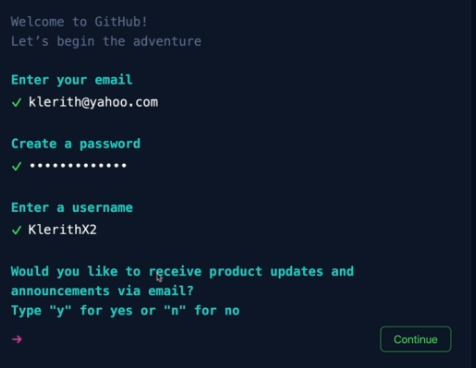 Welcome to GitHub!
Let’s begin the adventure
Enter your email
✓ klerith@yahoo.com
Create a password
✓ •••••••••••••
Enter a username
✓ KlerithX2
Would you like to receive product updates and
announcements via email?
Type "y" for yes or "n" for no
→
Continue